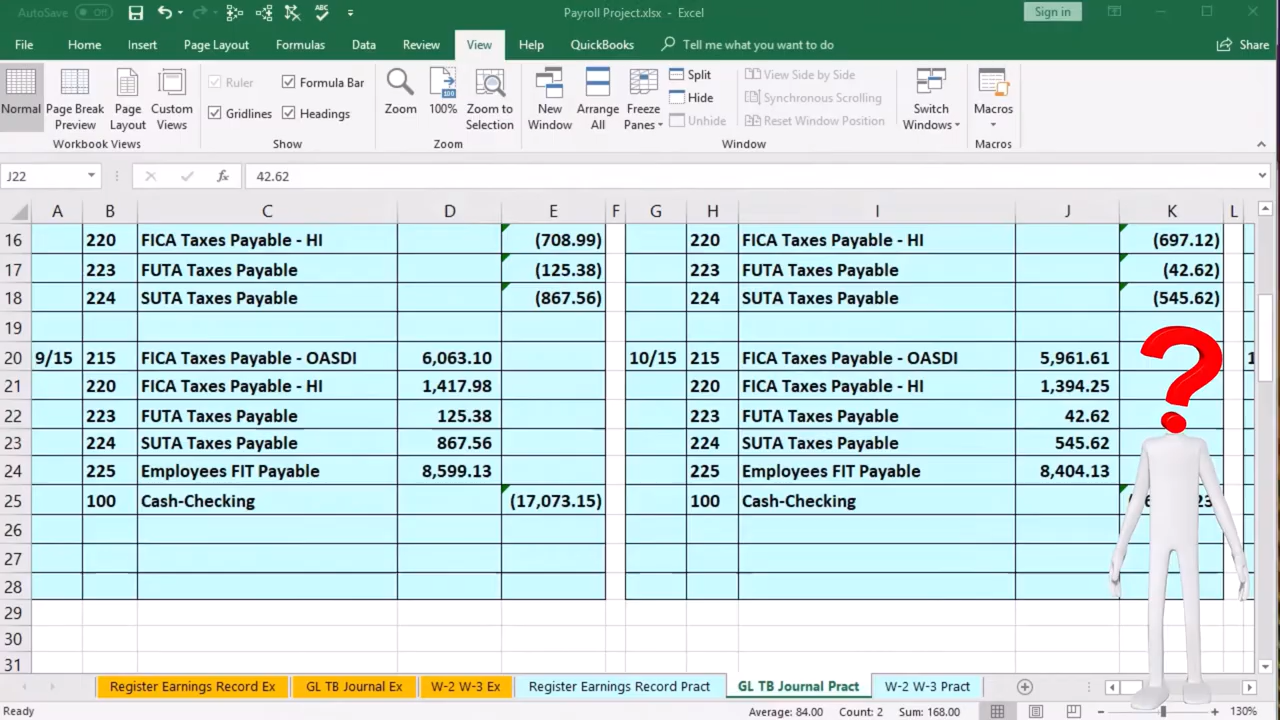 AutoSave Off Payroll Project.xlsx - Excel Sign in
File Home Insert Page Layout Formulas Data Review View Help QuickBooks Tell me what you want to do Share
Normal Page Break Preview Page Layout Custom Views
Ruler Formula Bar
Gridlines Headings
Zoom 100% Zoom to Selection
New Window Arrange All Freeze Panes
Split
Hide
Unhide
View Side by Side
Synchronous Scrolling
Reset Window Position
Switch Windows Macros
Workbook Views Show Zoom Window Macros
J22 fx 42.62
A B C D E F G H I J K L
16 220 FICA Taxes Payable - HI (708.99) 220 FICA Taxes Payable - HI (697.12)
17 223 FUTA Taxes Payable (125.38) 223 FUTA Taxes Payable (42.62)
18 224 SUTA Taxes Payable (867.56) 224 SUTA Taxes Payable (545.62)
19
20 9/15 215 FICA Taxes Payable - OASDI 6,063.10 10/15 215 FICA Taxes Payable - OASDI 5,961.61
21 220 FICA Taxes Payable - HI 1,417.98 220 FICA Taxes Payable - HI 1,394.25
22 223 FUTA Taxes Payable 125.38 223 FUTA Taxes Payable 42.62
23 224 SUTA Taxes Payable 867.56 224 SUTA Taxes Payable 545.62
24 225 Employees FIT Payable 8,599.13 225 Employees FIT Payable 8,404.13
25 100 Cash-Checking (17,073.15) 100 Cash-Checking
26
27
28
29
30
31
Register Earnings Record Ex GL TB Journal Ex W-2 W-3 Ex Register Earnings Record Pract GL TB Journal Pract W-2 W-3 Pract
Ready Average: 84.00 Count: 2 Sum: 168.00 130%